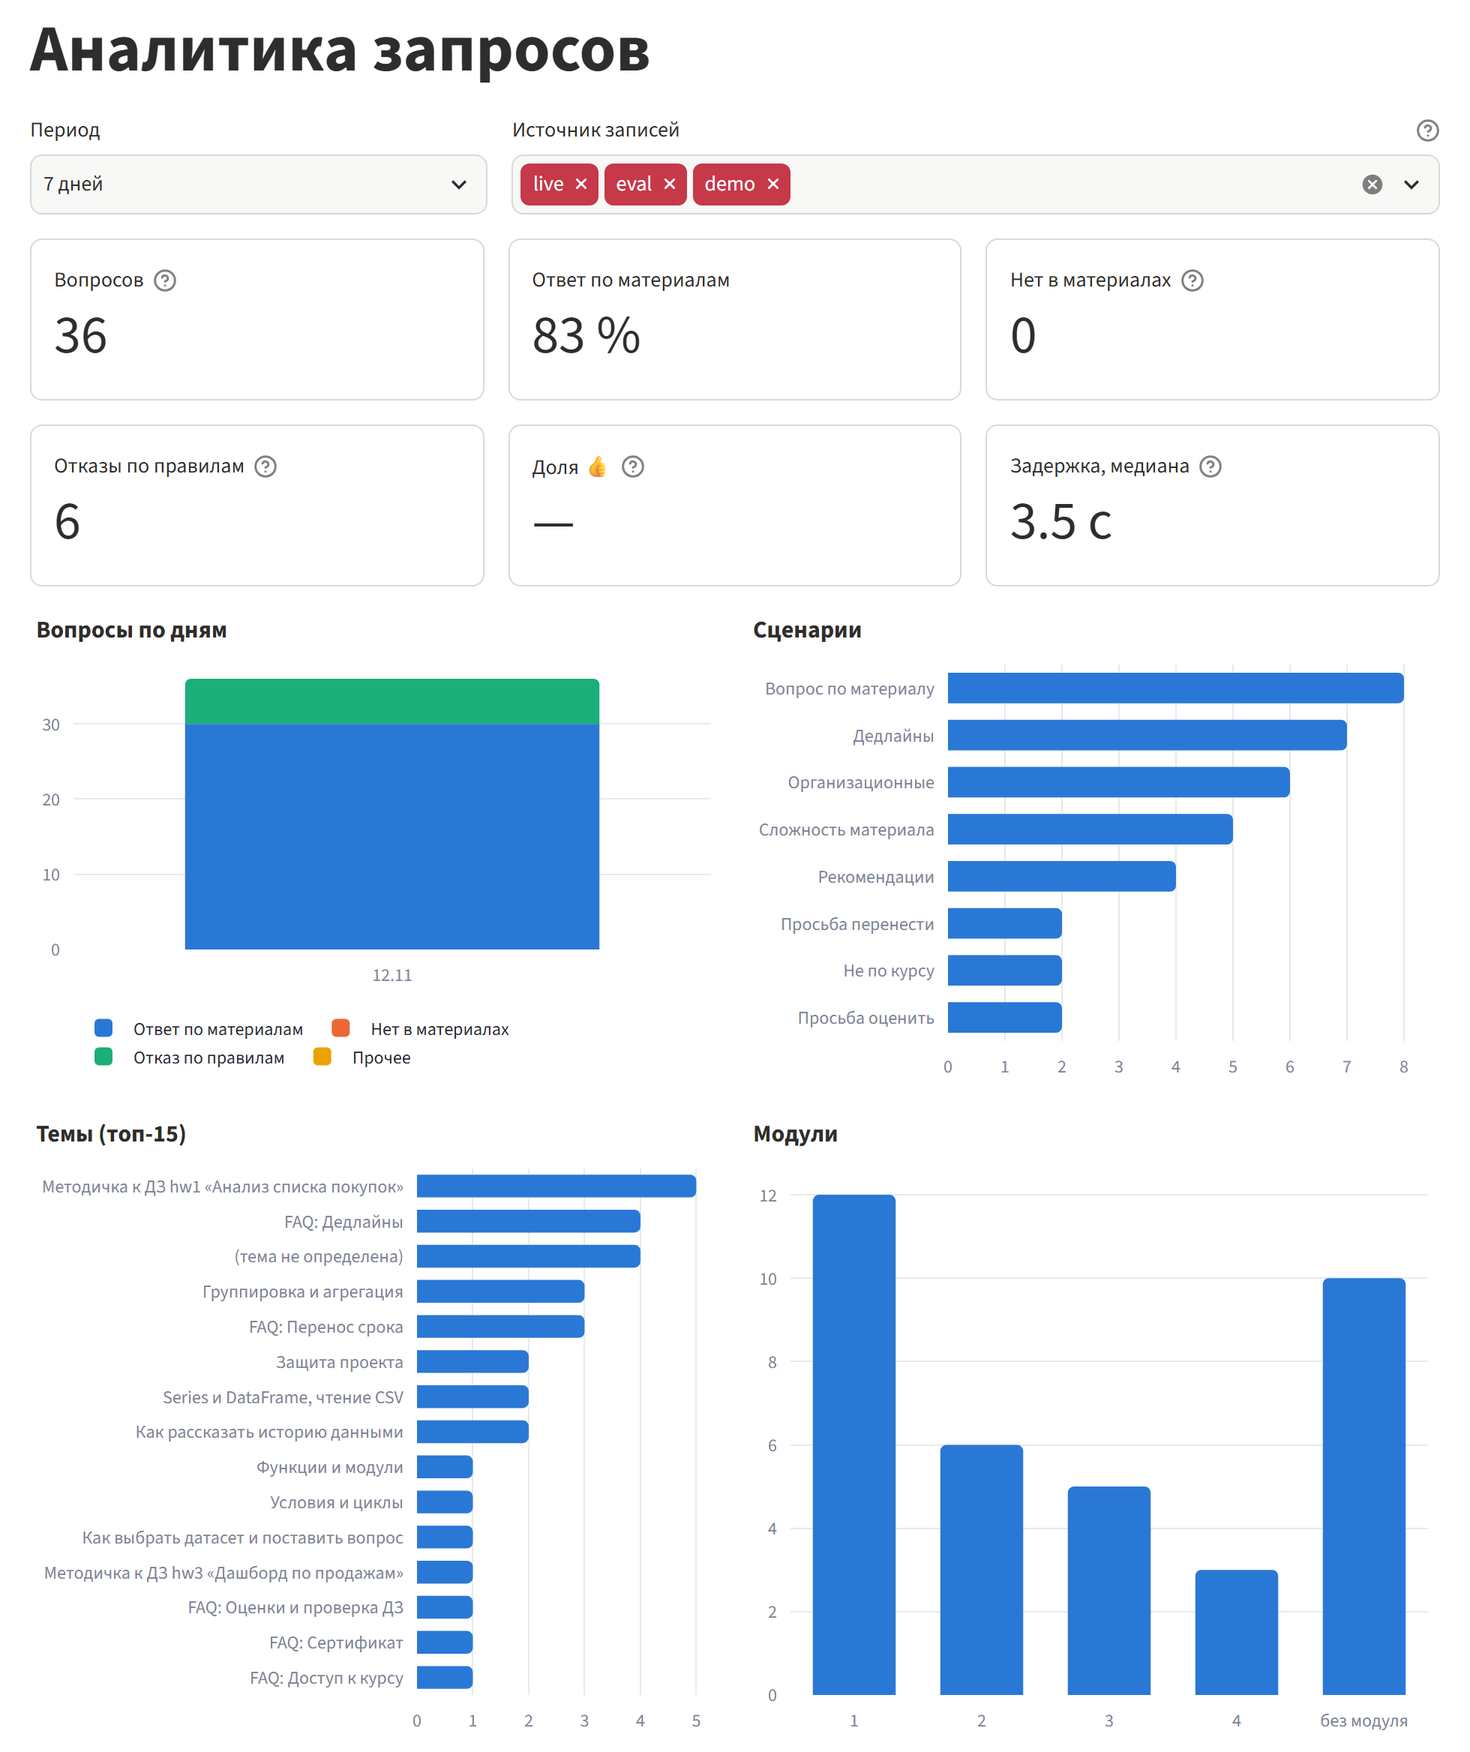 Аналитика запросов
Период
Источник записей
7 дней
live eval demo
Вопросов
36
Ответ по материалам
83 %
Нет в материалах
0
Отказы по правилам
6
Доля 👍
—
Задержка, медиана
3.5 с
Вопросы по дням
30
20
10
0
12.11
Ответ по материалам
Нет в материалах
Отказ по правилам
Прочее
Сценарии
Вопрос по материалу
Дедлайны
Организационные
Сложность материала
Рекомендации
Просьба перенести
Не по курсу
Просьба оценить
0 1 2 3 4 5 6 7 8
Темы (топ-15)
Методичка к ДЗ hw1 «Анализ списка покупок»
FAQ: Дедлайны
(тема не определена)
Группировка и агрегация
FAQ: Перенос срока
Защита проекта
Series и DataFrame, чтение CSV
Как рассказать историю данными
Функции и модули
Условия и циклы
Как выбрать датасет и поставить вопрос
Методичка к ДЗ hw3 «Дашборд по продажам»
FAQ: Оценки и проверка ДЗ
FAQ: Сертификат
FAQ: Доступ к курсу
0 1 2 3 4 5
Модули
12
10
8
6
4
2
0
1 2 3 4 без модуля